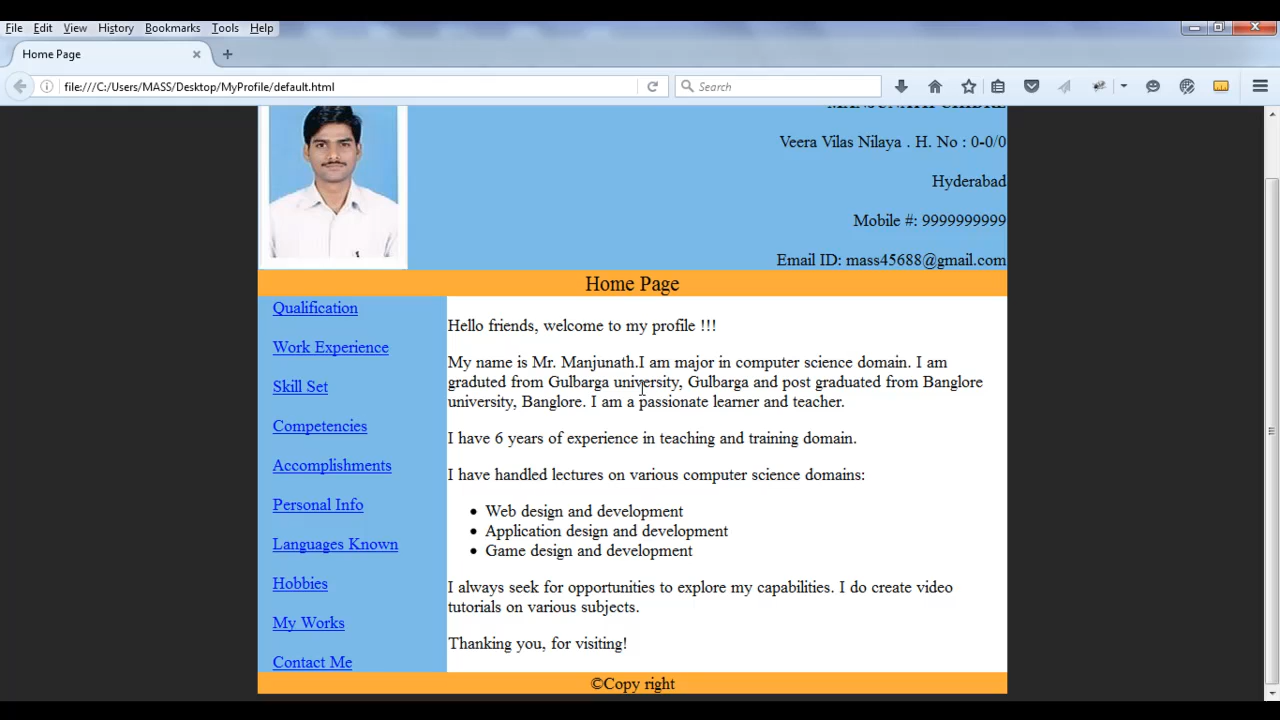 File Edit View History Bookmarks Tools Help
Home Page
file:///C:/Users/MASS/Desktop/MyProfile/default.html
Search
Veera Vilas Nilaya . H. No : 0-0/0
Hyderabad
Mobile #: 9999999999
Email ID: mass45688@gmail.com
Home Page
Qualification
Work Experience
Skill Set
Competencies
Accomplishments
Personal Info
Languages Known
Hobbies
My Works
Contact Me
Hello friends, welcome to my profile !!!
My name is Mr. Manjunath.I am major in computer science domain. I am
graduted from Gulbarga university, Gulbarga and post graduated from Banglore
university, Banglore. I am a passionate learner and teacher.
I have 6 years of experience in teaching and training domain.
I have handled lectures on various computer science domains:
• Web design and development
• Application design and development
• Game design and development
I always seek for opportunities to explore my capabilities. I do create video
tutorials on various subjects.
Thanking you, for visiting!
©Copy right